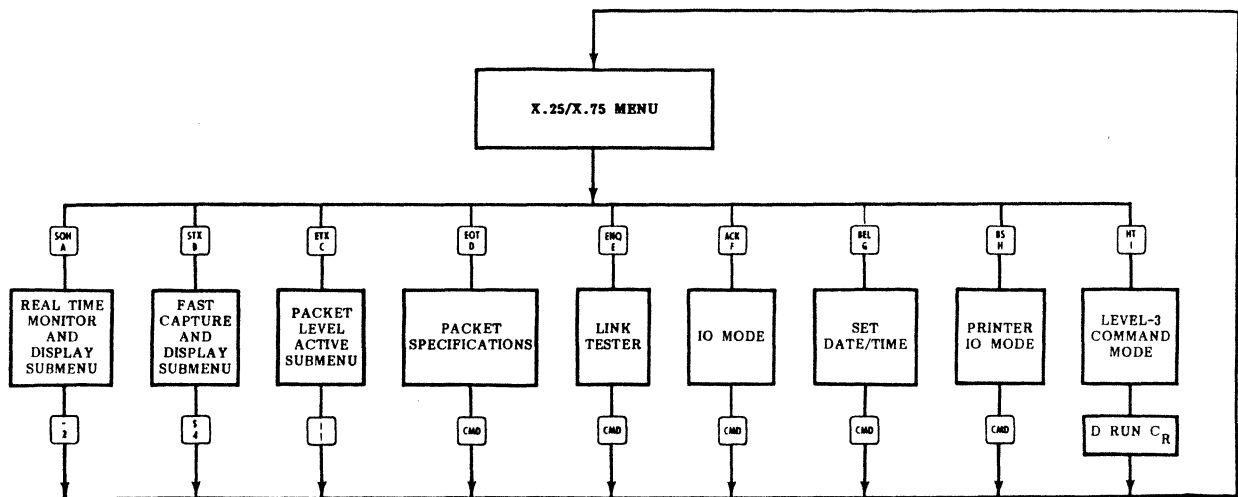 X.25/X.75 MENU
SOH
A
STX
B
ETX
C
EOT
D
ENQ
E
ACK
F
BEL
G
BS
H
HT
I
REAL TIME
MONITOR
AND
DISPLAY
SUBMENU
FAST
CAPTURE
AND
DISPLAY
SUBMENU
PACKET
LEVEL
ACTIVE
SUBMENU
PACKET
SPECIFICATIONS
LINK
TESTER
IO MODE
SET
DATE/TIME
PRINTER
IO MODE
LEVEL-3
COMMAND
MODE
2
$
4
CMD
CMD
CMD
CMD
CMD
D RUN CR